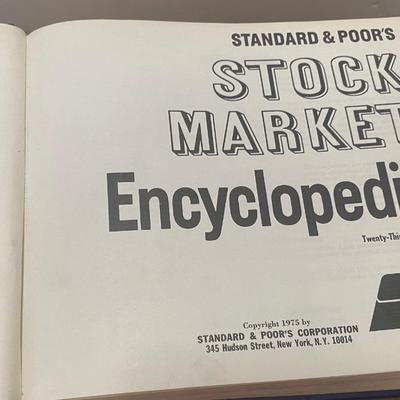 STANDARD & POOR'S
STOCK
MARKET
Encyclopedi
Twenty-Thi
Copyright 1975 by
STANDARD & POOR'S CORPORATION
345 Hudson Street, New York, N.Y. 10014